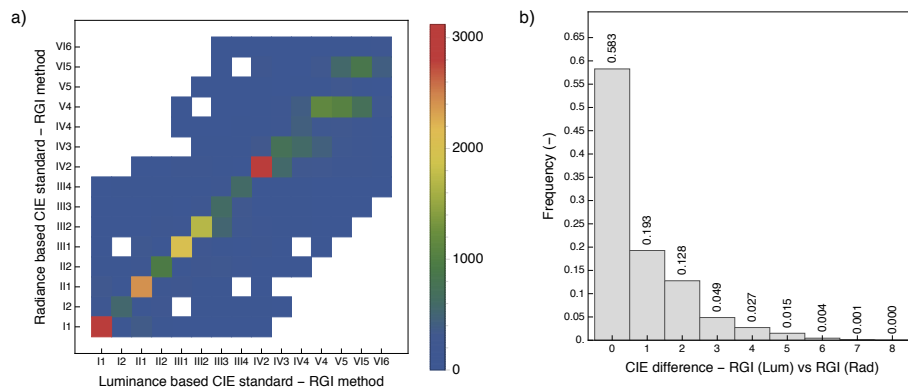 a)
Radiance based CIE standard – RGI method
VI6
VI5
V5
V4
IV4
IV3
IV2
III4
III3
III2
III1
II2
II1
I2
I1
I1 I2 II1 II2 III1 III2 III3 III4 IV2 IV3 IV4 V4 V5 VI5 VI6
Luminance based CIE standard – RGI method
3000
2000
1000
0
b)
Frequency (–)
0.65
0.6
0.55
0.5
0.45
0.4
0.35
0.3
0.25
0.2
0.15
0.1
0.05
0
0.583
0.193
0.128
0.049
0.027
0.015
0.004
0.001
0.000
0 1 2 3 4 5 6 7 8
CIE difference – RGI (Lum) vs RGI (Rad)